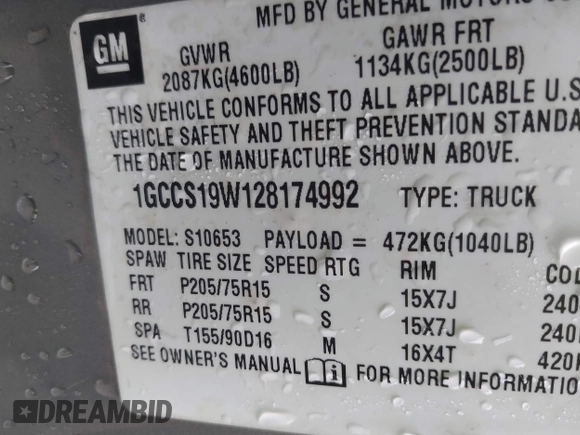 MFD BY GENERAL MOTORS
GM
GVWR GAWR FRT
2087KG(4600LB) 1134KG(2500LB)
THIS VEHICLE CONFORMS TO ALL APPLICABLE U.S
VEHICLE SAFETY AND THEFT PREVENTION STANDA
THE DATE OF MANUFACTURE SHOWN ABOVE.
1GCCS19W128174992 TYPE: TRUCK
MODEL: S10653 PAYLOAD = 472KG(1040LB)
SPAW TIRE SIZE SPEED RTG RIM COL
FRT P205/75R15 S 15X7J 240
RR P205/75R15 S 15X7J 240
SPA T155/90D16 M 16X4T 420K
SEE OWNER'S MANUAL FOR MORE INFORMATIO
DREAMBID